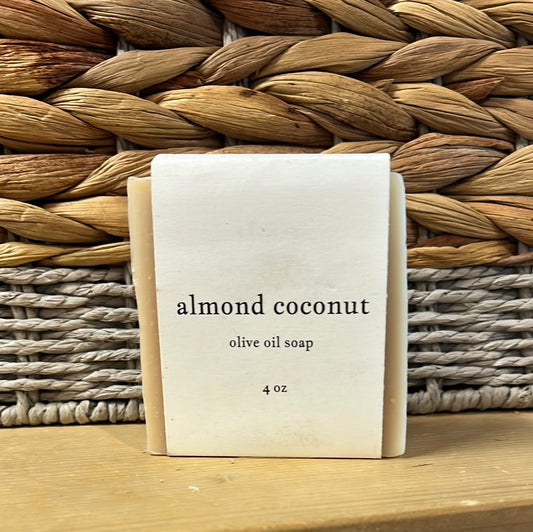 almond coconut
olive oil soap
4 oz